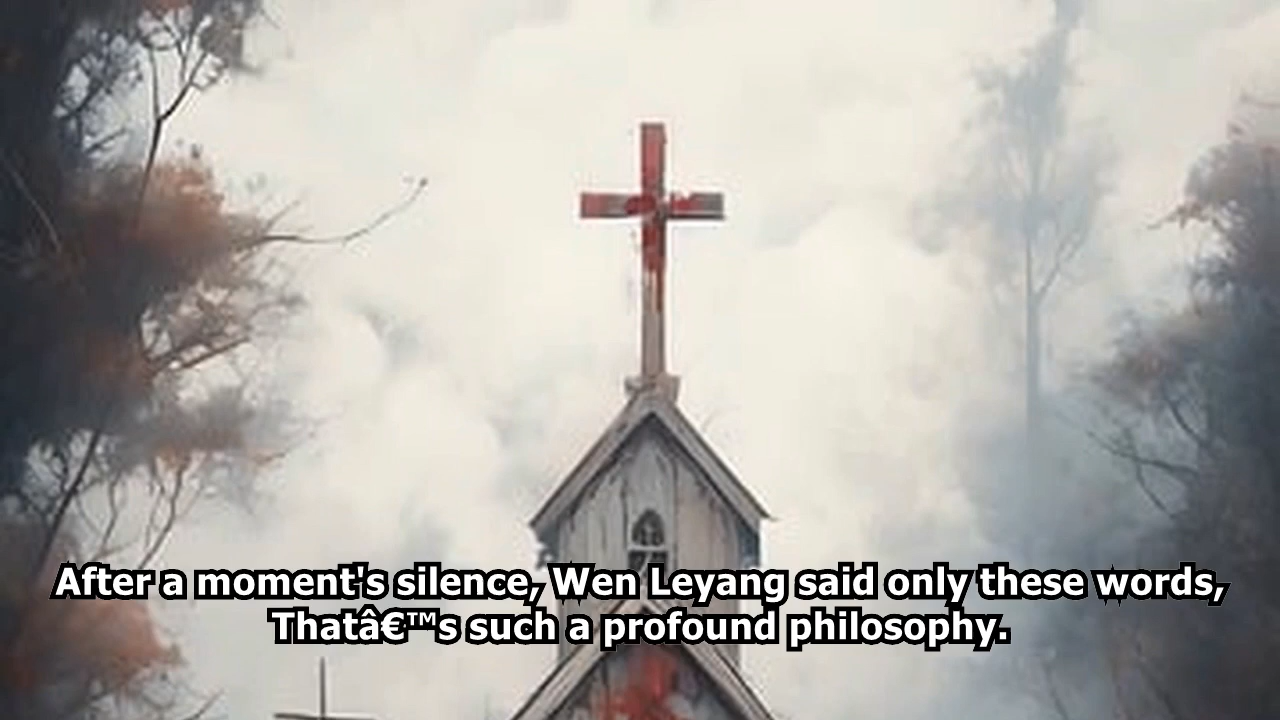 After a moment's silence, Wen Leyang said only these words,
Thatâ€™s such a profound philosophy.